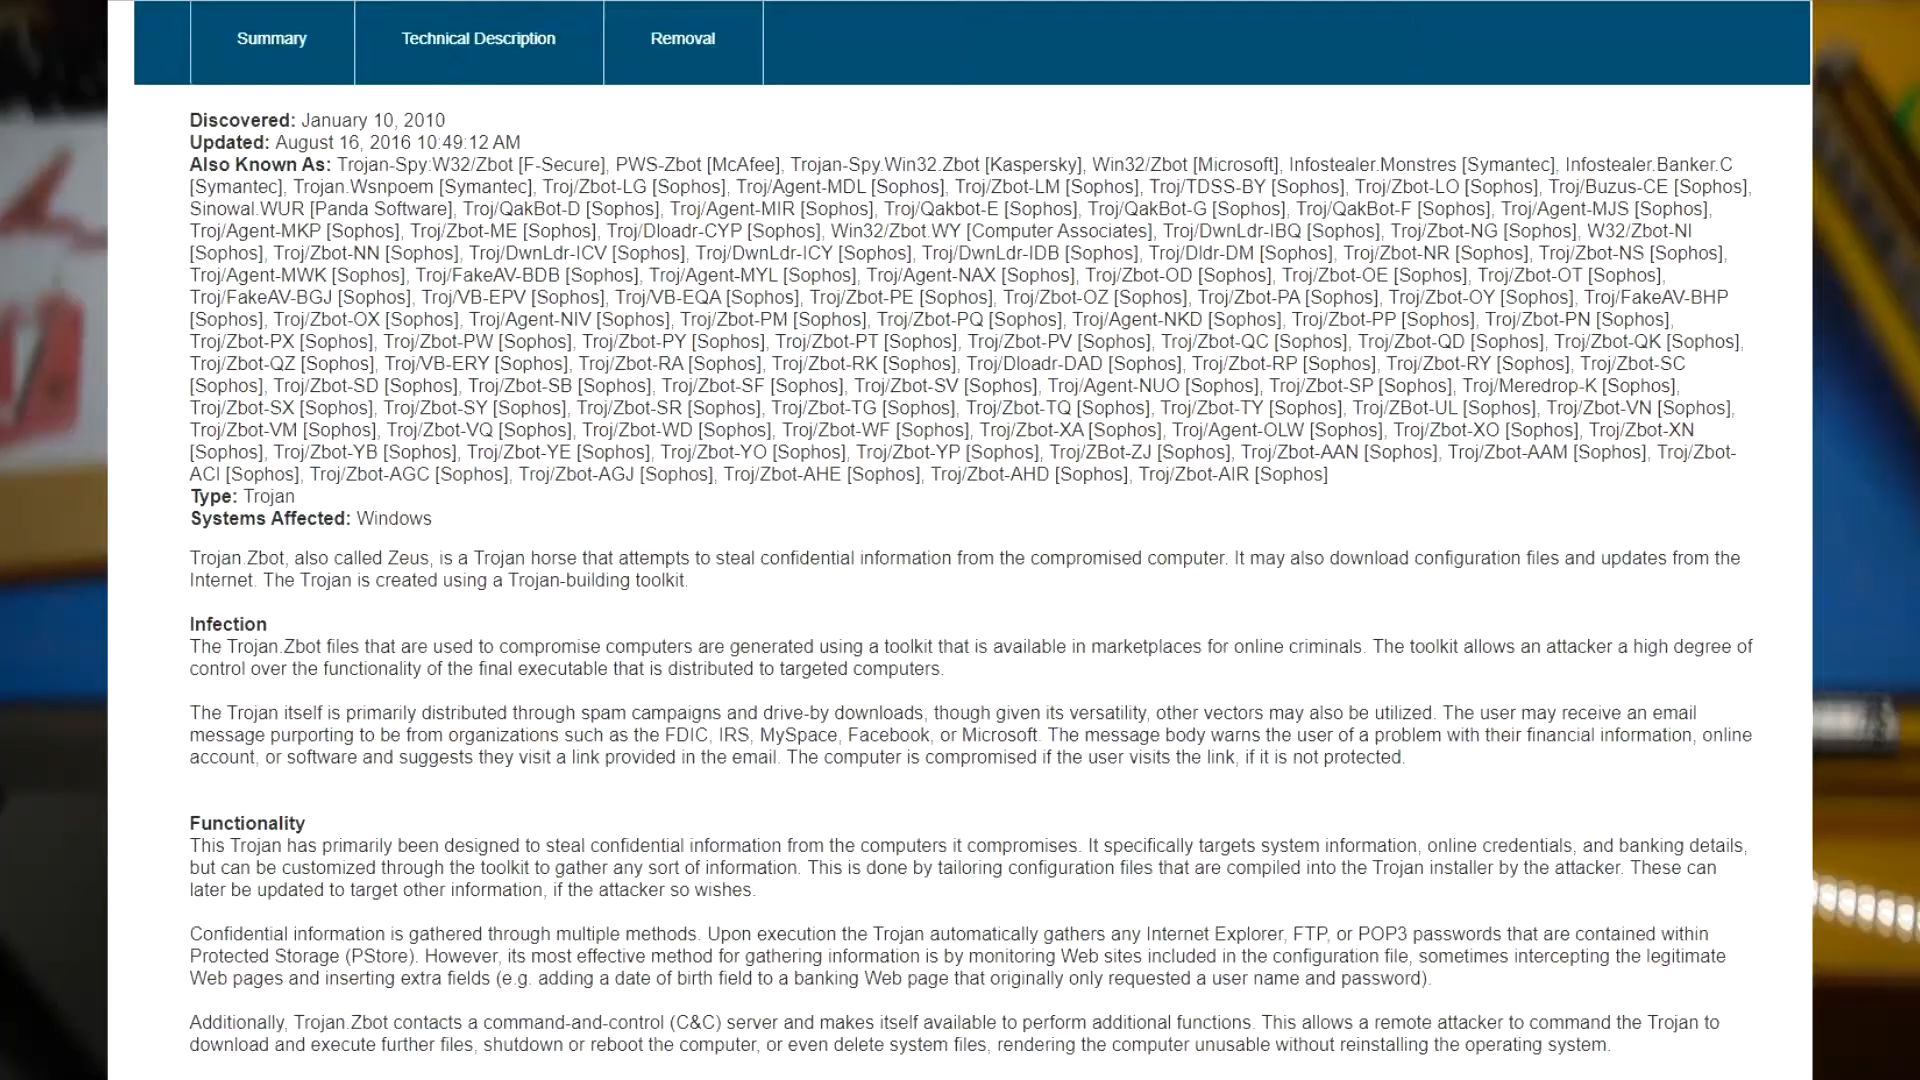 Summary
Technical Description
Removal
Discovered: January 10, 2010
Updated: August 16, 2016 10:49:12 AM
Also Known As: Trojan-Spy:W32/Zbot [F-Secure], PWS-Zbot [McAfee], Trojan-Spy.Win32.Zbot [Kaspersky], Win32/Zbot [Microsoft], Infostealer.Monstres [Symantec], Infostealer.Banker.C
[Symantec], Trojan.Wsnpoem [Symantec], Troj/Zbot-LG [Sophos], Troj/Agent-MDL [Sophos], Troj/Zbot-LM [Sophos], Troj/TDSS-BY [Sophos], Troj/Zbot-LO [Sophos], Troj/Buzus-CE [Sophos],
Sinowal.WUR [Panda Software], Troj/QakBot-D [Sophos], Troj/Agent-MIR [Sophos], Troj/Qakbot-E [Sophos], Troj/QakBot-G [Sophos], Troj/QakBot-F [Sophos], Troj/Agent-MJS [Sophos],
Troj/Agent-MKP [Sophos], Troj/Zbot-ME [Sophos], Troj/Dloadr-CYP [Sophos], Win32/Zbot.WY [Computer Associates], Troj/DwnLdr-IBQ [Sophos], Troj/Zbot-NG [Sophos], W32/Zbot-NI
[Sophos], Troj/Zbot-NN [Sophos], Troj/DwnLdr-ICV [Sophos], Troj/DwnLdr-ICY [Sophos], Troj/DwnLdr-IDB [Sophos], Troj/Dldr-DM [Sophos], Troj/Zbot-NR [Sophos], Troj/Zbot-NS [Sophos],
Troj/Agent-MWK [Sophos], Troj/FakeAV-BDB [Sophos], Troj/Agent-MYL [Sophos], Troj/Agent-NAX [Sophos], Troj/Zbot-OD [Sophos], Troj/Zbot-OE [Sophos], Troj/Zbot-OT [Sophos],
Troj/FakeAV-BGJ [Sophos], Troj/VB-EPV [Sophos], Troj/VB-EQA [Sophos], Troj/Zbot-PE [Sophos], Troj/Zbot-OZ [Sophos], Troj/Zbot-PA [Sophos], Troj/Zbot-OY [Sophos], Troj/FakeAV-BHP
[Sophos], Troj/Zbot-OX [Sophos], Troj/Agent-NIV [Sophos], Troj/Zbot-PM [Sophos], Troj/Zbot-PQ [Sophos], Troj/Agent-NKD [Sophos], Troj/Zbot-PP [Sophos], Troj/Zbot-PN [Sophos],
Troj/Zbot-PX [Sophos], Troj/Zbot-PW [Sophos], Troj/Zbot-PY [Sophos], Troj/Zbot-PT [Sophos], Troj/Zbot-PV [Sophos], Troj/Zbot-QC [Sophos], Troj/Zbot-QD [Sophos], Troj/Zbot-QK [Sophos],
Troj/Zbot-QZ [Sophos], Troj/VB-ERY [Sophos], Troj/Zbot-RA [Sophos], Troj/Zbot-RK [Sophos], Troj/Dloadr-DAD [Sophos], Troj/Zbot-RP [Sophos], Troj/Zbot-RY [Sophos], Troj/Zbot-SC
[Sophos], Troj/Zbot-SD [Sophos], Troj/Zbot-SB [Sophos], Troj/Zbot-SF [Sophos], Troj/Zbot-SV [Sophos], Troj/Agent-NUO [Sophos], Troj/Zbot-SP [Sophos], Troj/Meredrop-K [Sophos],
Troj/Zbot-SX [Sophos], Troj/Zbot-SY [Sophos], Troj/Zbot-SR [Sophos], Troj/Zbot-TG [Sophos], Troj/Zbot-TQ [Sophos], Troj/Zbot-TY [Sophos], Troj/ZBot-UL [Sophos], Troj/Zbot-VN [Sophos],
Troj/Zbot-VM [Sophos], Troj/Zbot-VQ [Sophos], Troj/Zbot-WD [Sophos], Troj/Zbot-WF [Sophos], Troj/Zbot-XA [Sophos], Troj/Agent-OLW [Sophos], Troj/Zbot-XO [Sophos], Troj/Zbot-XN
[Sophos], Troj/Zbot-YB [Sophos], Troj/Zbot-YE [Sophos], Troj/Zbot-YO [Sophos], Troj/Zbot-YP [Sophos], Troj/ZBot-ZJ [Sophos], Troj/Zbot-AAN [Sophos], Troj/Zbot-AAM [Sophos], Troj/Zbot-
ACI [Sophos], Troj/Zbot-AGC [Sophos], Troj/Zbot-AGJ [Sophos], Troj/Zbot-AHE [Sophos], Troj/Zbot-AHD [Sophos], Troj/Zbot-AIR [Sophos]
Type: Trojan
Systems Affected: Windows
Trojan.Zbot, also called Zeus, is a Trojan horse that attempts to steal confidential information from the compromised computer. It may also download configuration files and updates from the
Internet. The Trojan is created using a Trojan-building toolkit.
Infection
The Trojan.Zbot files that are used to compromise computers are generated using a toolkit that is available in marketplaces for online criminals. The toolkit allows an attacker a high degree of
control over the functionality of the final executable that is distributed to targeted computers.
The Trojan itself is primarily distributed through spam campaigns and drive-by downloads, though given its versatility, other vectors may also be utilized. The user may receive an email
message purporting to be from organizations such as the FDIC, IRS, MySpace, Facebook, or Microsoft. The message body warns the user of a problem with their financial information, online
account, or software and suggests they visit a link provided in the email. The computer is compromised if the user visits the link, if it is not protected.
Functionality
This Trojan has primarily been designed to steal confidential information from the computers it compromises. It specifically targets system information, online credentials, and banking details,
but can be customized through the toolkit to gather any sort of information. This is done by tailoring configuration files that are compiled into the Trojan installer by the attacker. These can
later be updated to target other information, if the attacker so wishes.
Confidential information is gathered through multiple methods. Upon execution the Trojan automatically gathers any Internet Explorer, FTP, or POP3 passwords that are contained within
Protected Storage (PStore). However, its most effective method for gathering information is by monitoring Web sites included in the configuration file, sometimes intercepting the legitimate
Web pages and inserting extra fields (e.g. adding a date of birth field to a banking Web page that originally only requested a user name and password).
Additionally, Trojan.Zbot contacts a command-and-control (C&C) server and makes itself available to perform additional functions. This allows a remote attacker to command the Trojan to
download and execute further files, shutdown or reboot the computer, or even delete system files, rendering the computer unusable without reinstalling the operating system.